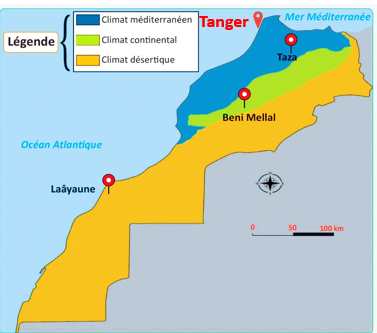 Légende
Climat méditerranéen
Climat continental
Climat désertique
Tanger
Mer Méditerranée
Taza
Beni Mellal
Océan Atlantique
Laâyaune
0 50 100 km